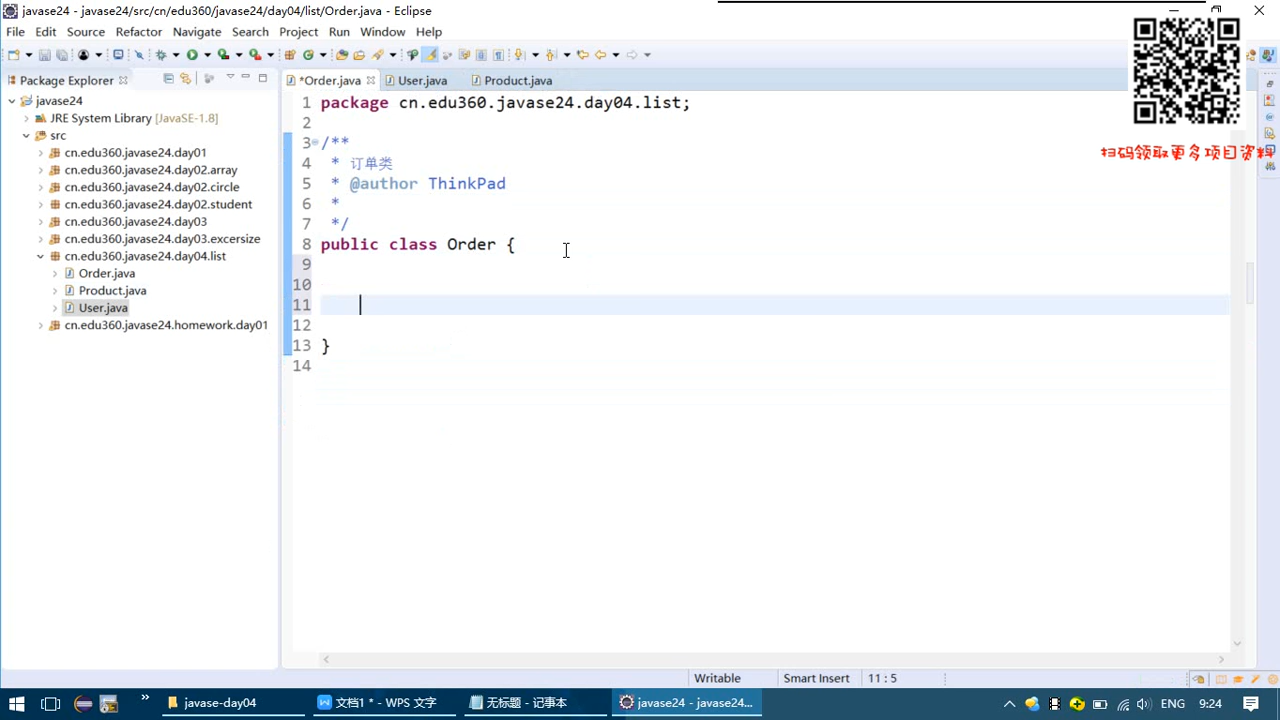 javase24 - javase24/src/cn/edu360/javase24/day04/list/Order.java - Eclipse
File Edit Source Refactor Navigate Search Project Run Window Help
Package Explorer
*Order.java
User.java
Product.java
javase24
JRE System Library [JavaSE-1.8]
src
cn.edu360.javase24.day01
cn.edu360.javase24.day02.array
cn.edu360.javase24.day02.circle
cn.edu360.javase24.day02.student
cn.edu360.javase24.day03
cn.edu360.javase24.day03.excersize
cn.edu360.javase24.day04.list
Order.java
Product.java
User.java
cn.edu360.javase24.homework.day01
1 package cn.edu360.javase24.day04.list;
2
3 /**
4 * 订单类
5 * @author ThinkPad
6 *
7 */
8 public class Order {
9
10
11
12
13 }
14
扫码领取更多项目资料
Writable
Smart Insert
11 : 5
javase-day04
文档1 * - WPS 文字
无标题 - 记事本
javase24 - javase24...
ENG
9:24